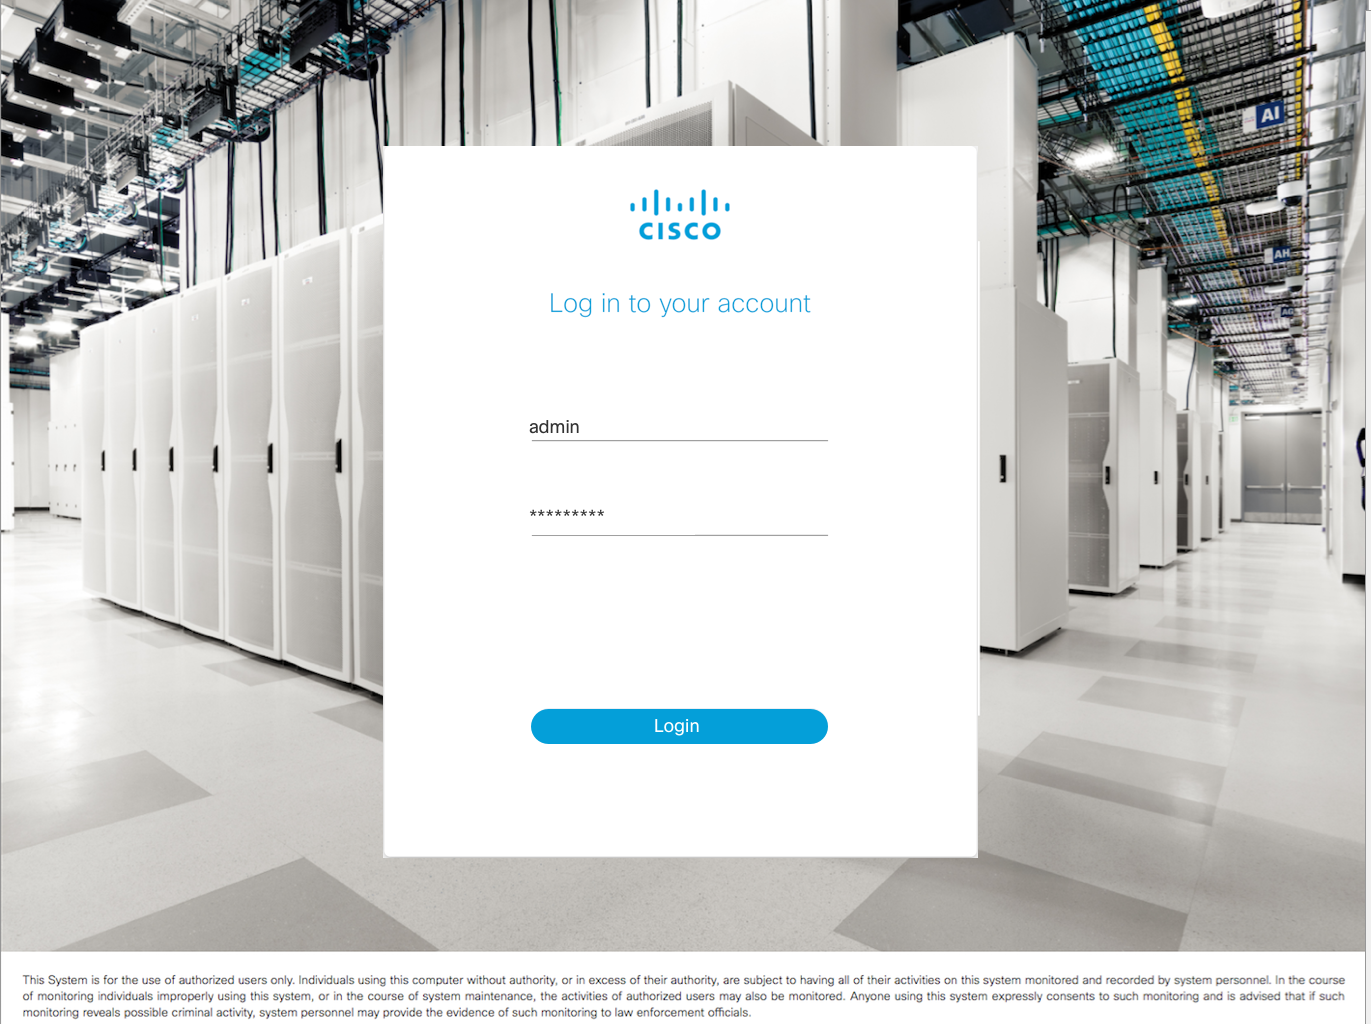 AI
CISCO
AH
Log in to your account
admin
*********
Login
This System is for the use of authorized users only. Individuals using this computer without authority, or in excess of their authority, are subject to having all of their activities on this system monitored and recorded by system personnel. In the course
of monitoring individuals improperly using this system, or in the course of system maintenance, the activities of authorized users may also be monitored. Anyone using this system expressly consents to such monitoring and is advised that if such
monitoring reveals possible criminal activity, system personnel may provide the evidence of such monitoring to law enforcement officials.